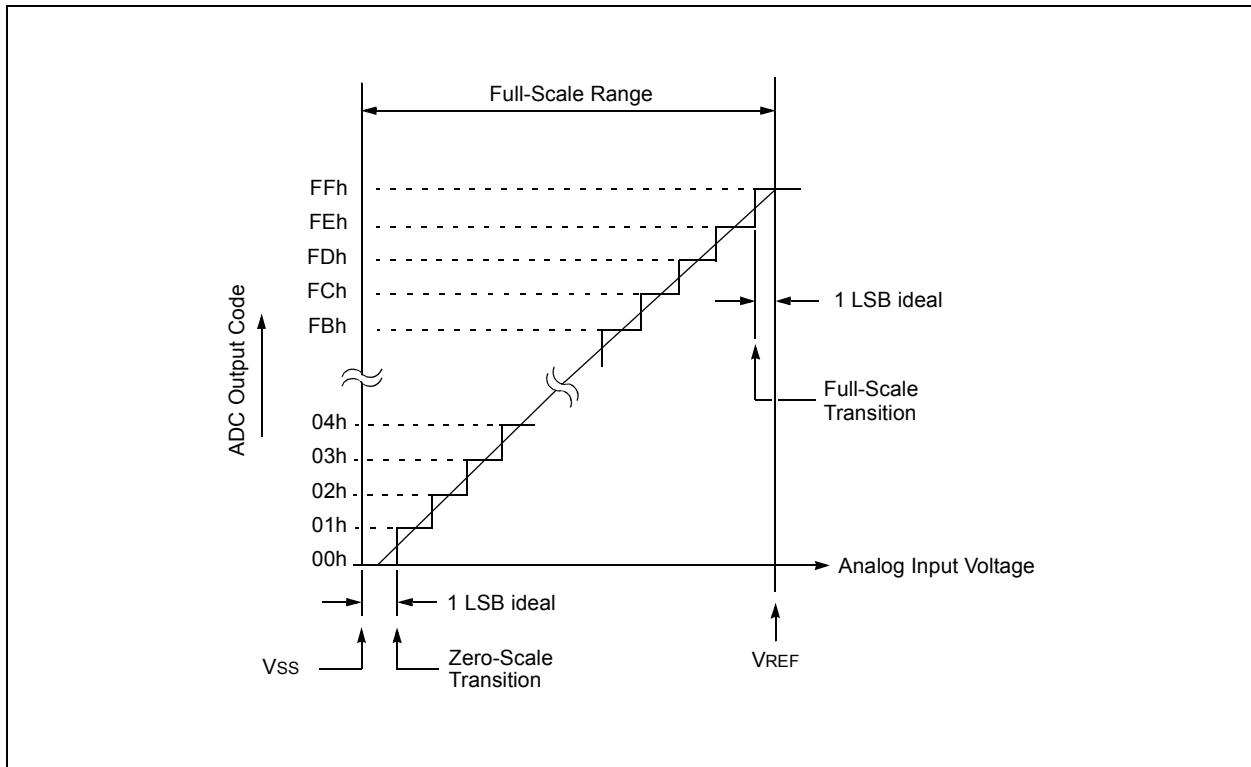 Full-Scale Range
FFh
FEh
FDh
FCh
FBh
1 LSB ideal
ADC Output Code
Full-Scale
Transition
04h
03h
02h
01h
00h
Analog Input Voltage
1 LSB ideal
VSS
Zero-Scale
Transition
VREF